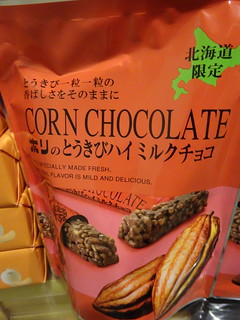 北海道
限定
とうきび一粒一粒の
香ばしさをそのままに
CORN CHOCOLATE
ホリのとうきびハイミルクチョコ
SPECIALLY MADE FRESH.
FLAVOR IS MILD AND DELICIOUS.
CHOCOLATE